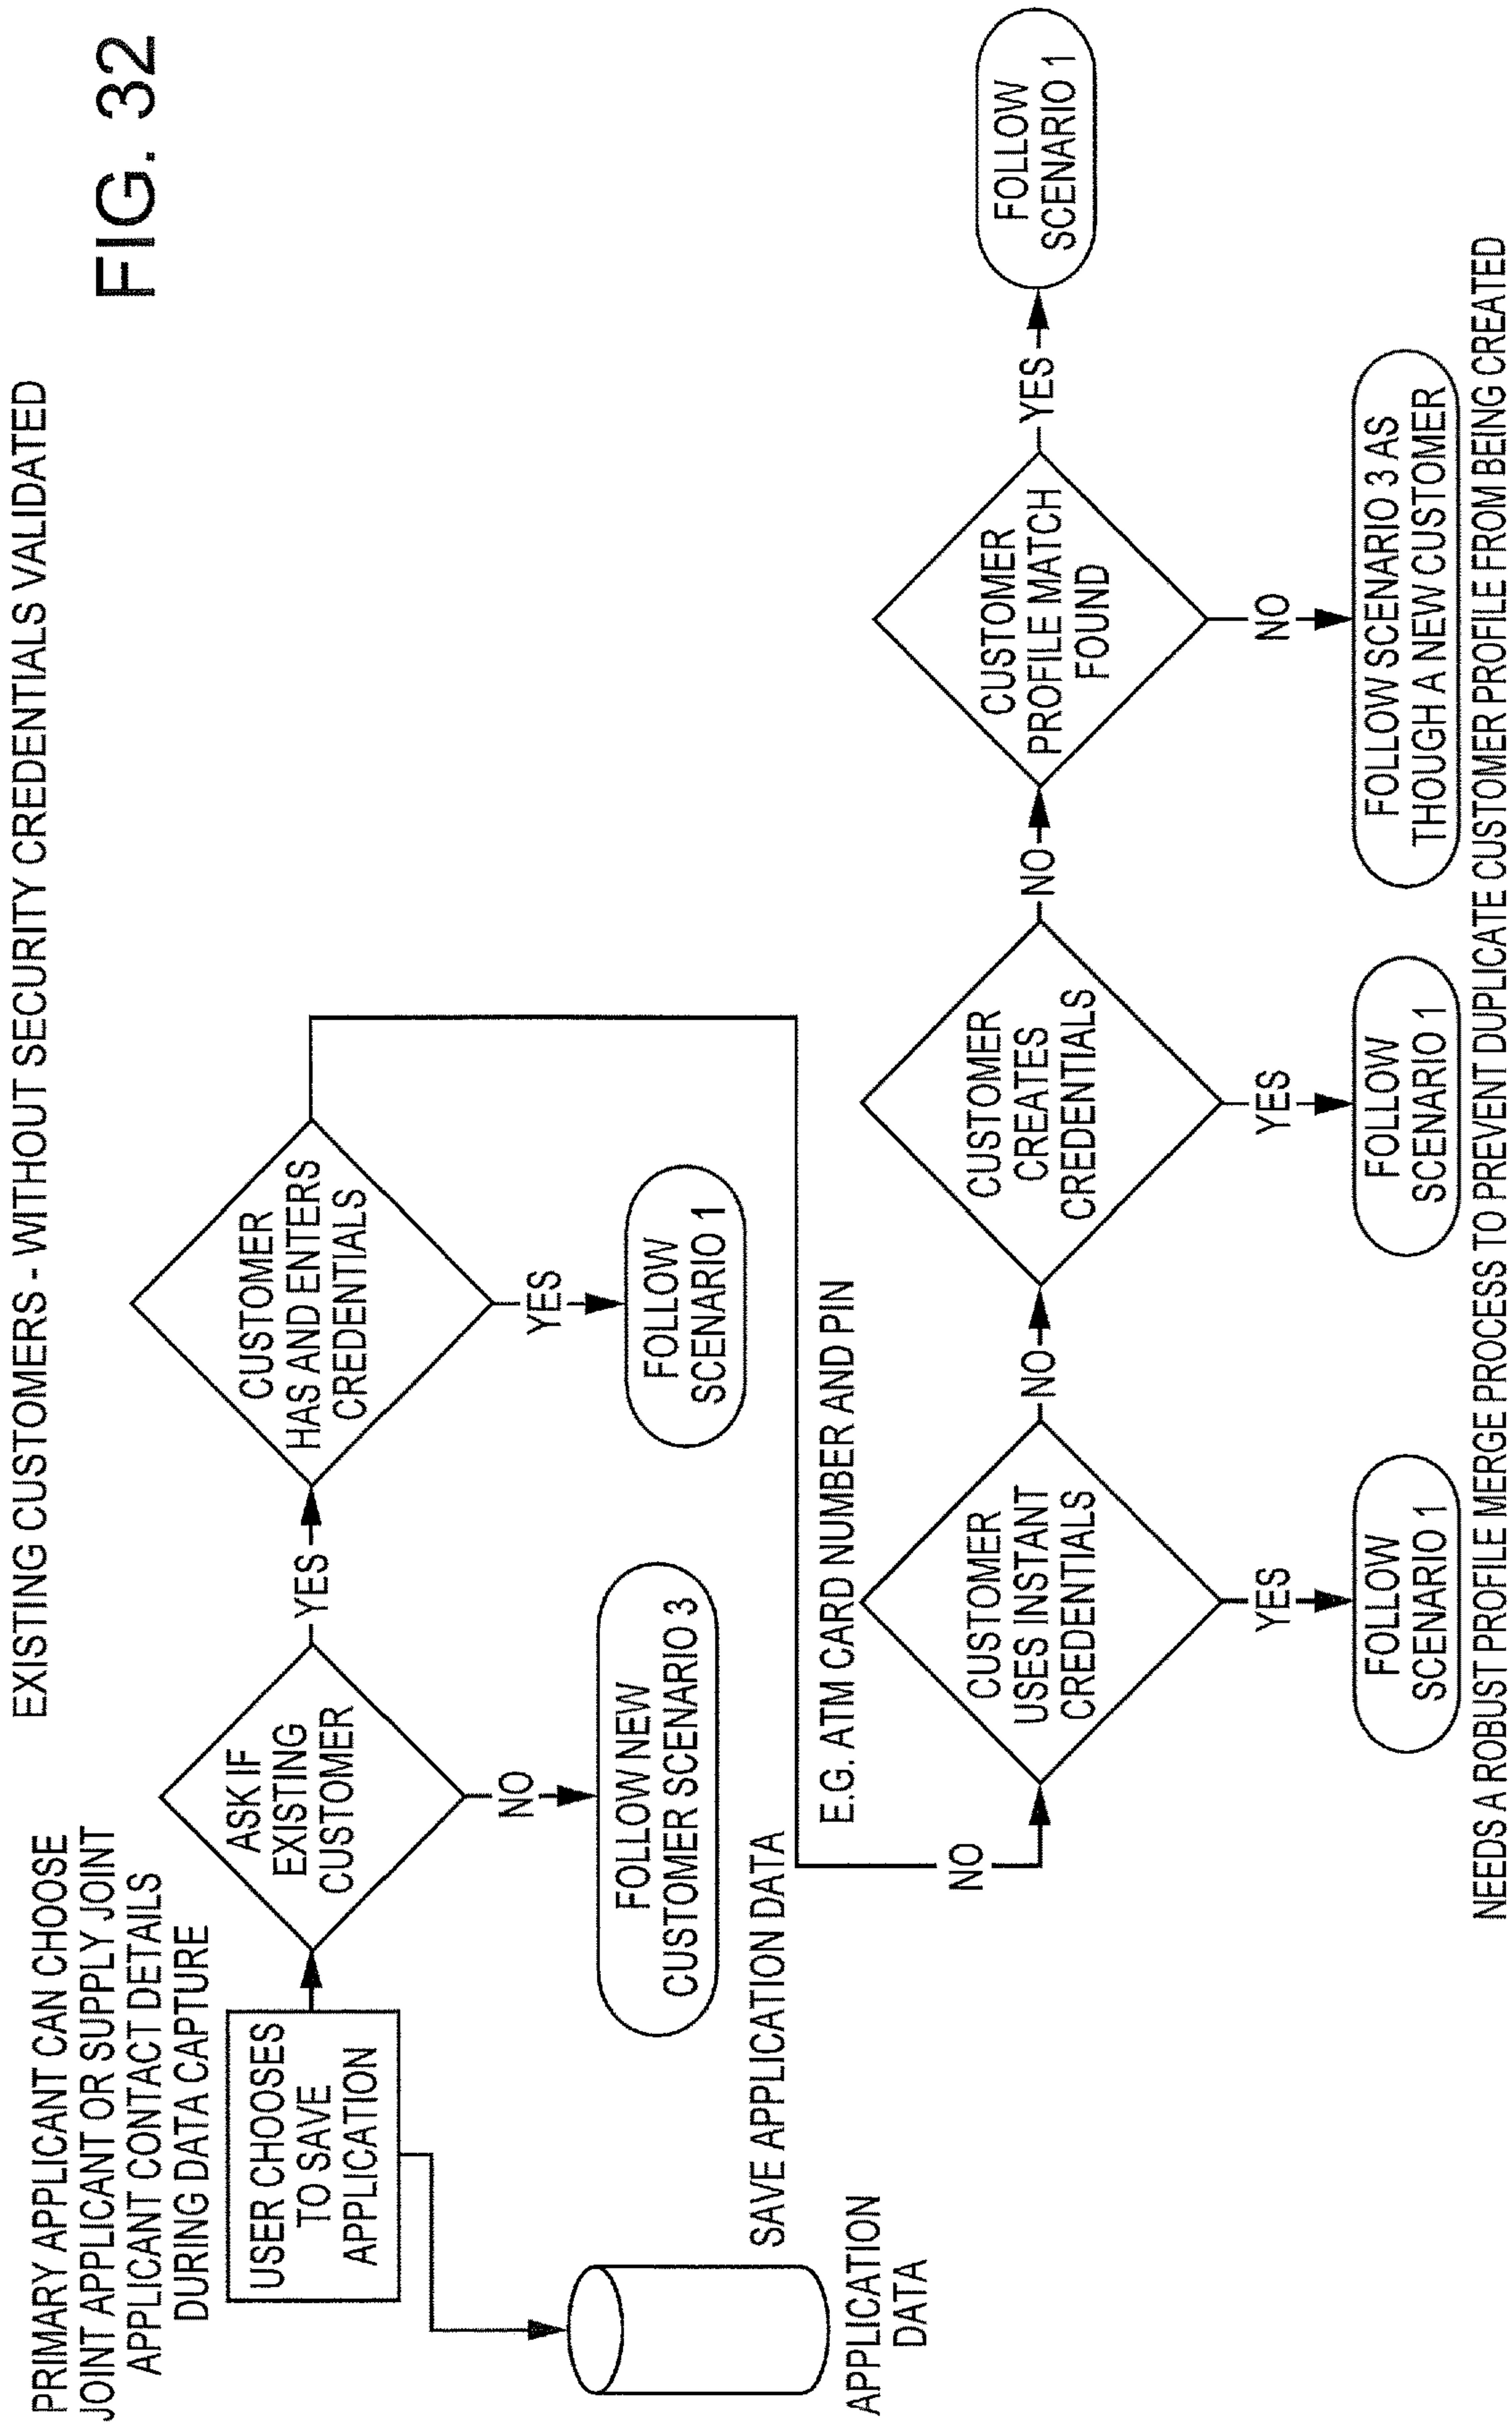 FIG. 32
EXISTING CUSTOMERS - WITHOUT SECURITY CREDENTIALS VALIDATED
PRIMARY APPLICANT CAN CHOOSE
JOINT APPLICANT OR SUPPLY JOINT
APPLICANT CONTACT DETAILS
DURING DATA CAPTURE
USER CHOOSES
TO SAVE
APPLICATION
ASK IF
EXISTING
CUSTOMER
YES
CUSTOMER
HAS AND ENTERS
CREDENTIALS
NO
FOLLOW NEW
CUSTOMER SCENARIO 3
YES
FOLLOW
SCENARIO 1
SAVE APPLICATION DATA
APPLICATION
DATA
E.G. ATM CARD NUMBER AND PIN
NO
CUSTOMER
USES INSTANT
CREDENTIALS
NO
CUSTOMER
CREATES
CREDENTIALS
NO
CUSTOMER
PROFILE MATCH
FOUND
YES
FOLLOW
SCENARIO 1
YES
FOLLOW
SCENARIO 1
YES
FOLLOW
SCENARIO 1
NO
FOLLOW SCENARIO 3 AS
THOUGH A NEW CUSTOMER
NEEDS A ROBUST PROFILE MERGE PROCESS TO PREVENT DUPLICATE CUSTOMER PROFILE FROM BEING CREATED